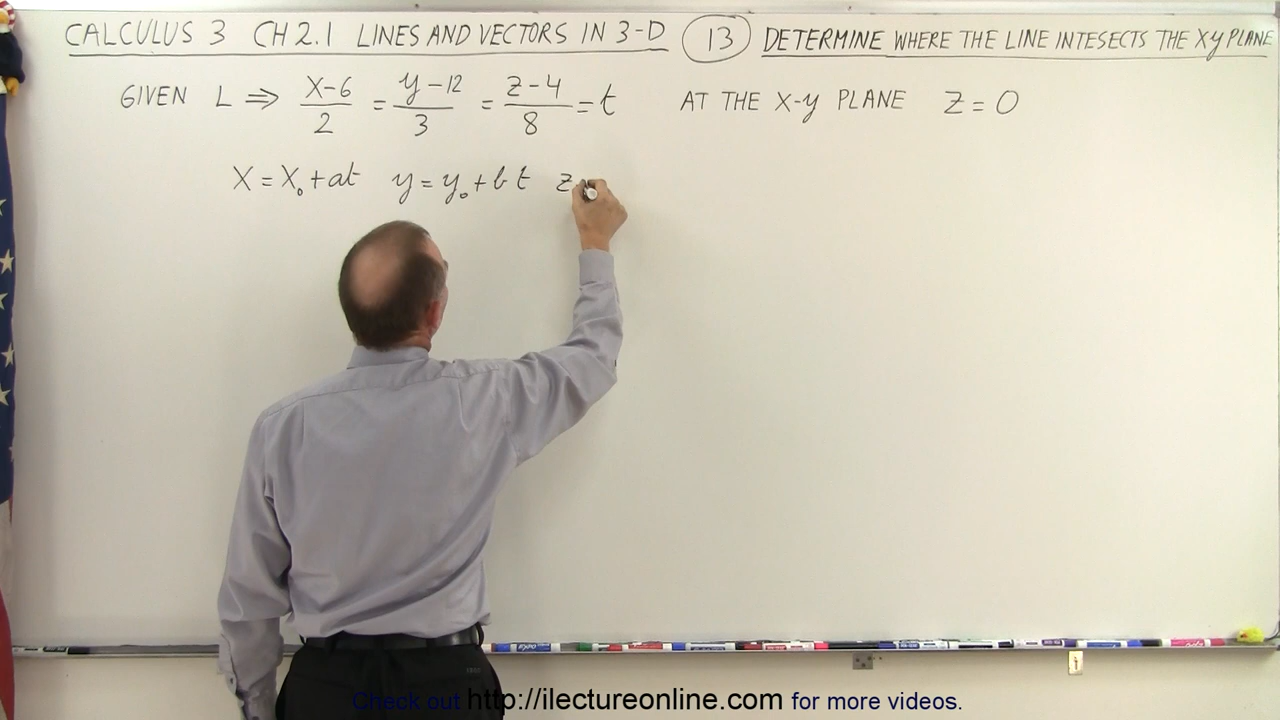 CALCULUS 3 CH 2.1 LINES AND VECTORS IN 3-D (13) DETERMINE WHERE THE LINE INTESECTS THE XY PLANE
GIVEN L ⇒ (X-6)/2 = (y-12)/3 = (z-4)/8 = t AT THE X-y PLANE Z = 0
X = X₀ + at y = y₀ + bt z
Check out http://ilectureonline.com for more videos.